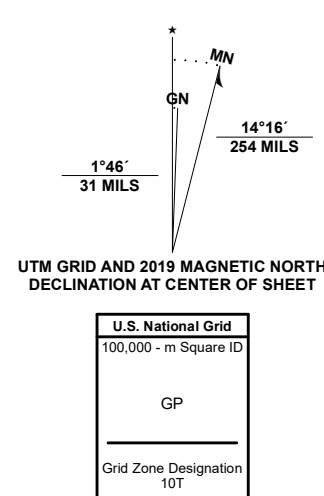 ★
MN
GN
14°16´
254 MILS
1°46´
31 MILS
UTM GRID AND 2019 MAGNETIC NORTH
DECLINATION AT CENTER OF SHEET
U.S. National Grid
100,000 - m Square ID
GP
Grid Zone Designation
10T